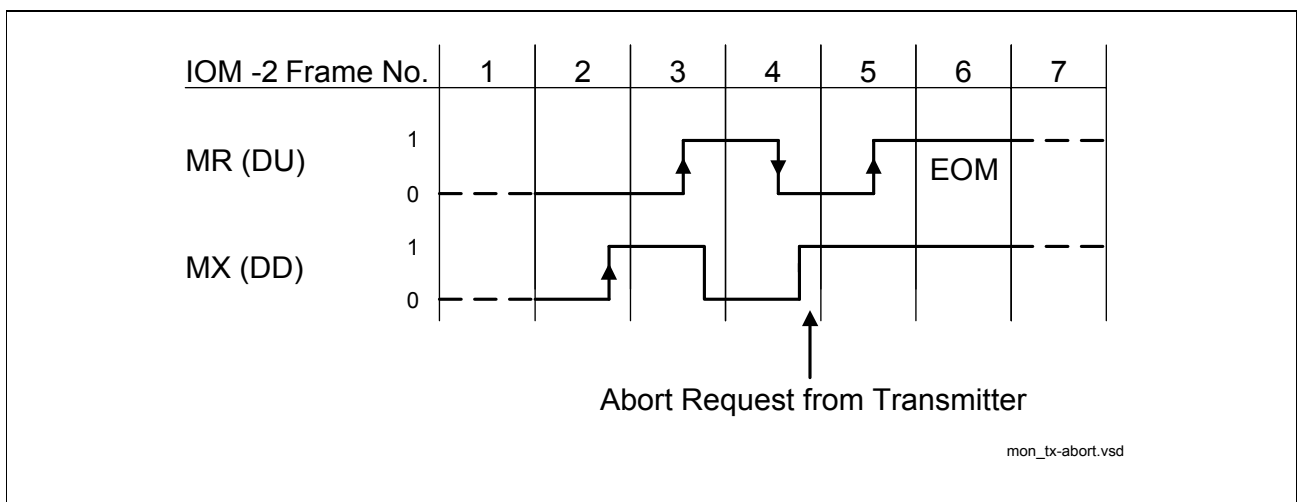 IOM -2 Frame No. 1 2 3 4 5 6 7
1
MR (DU)
0
EOM
1
MX (DD)
0
Abort Request from Transmitter
mon_tx-abort.vsd